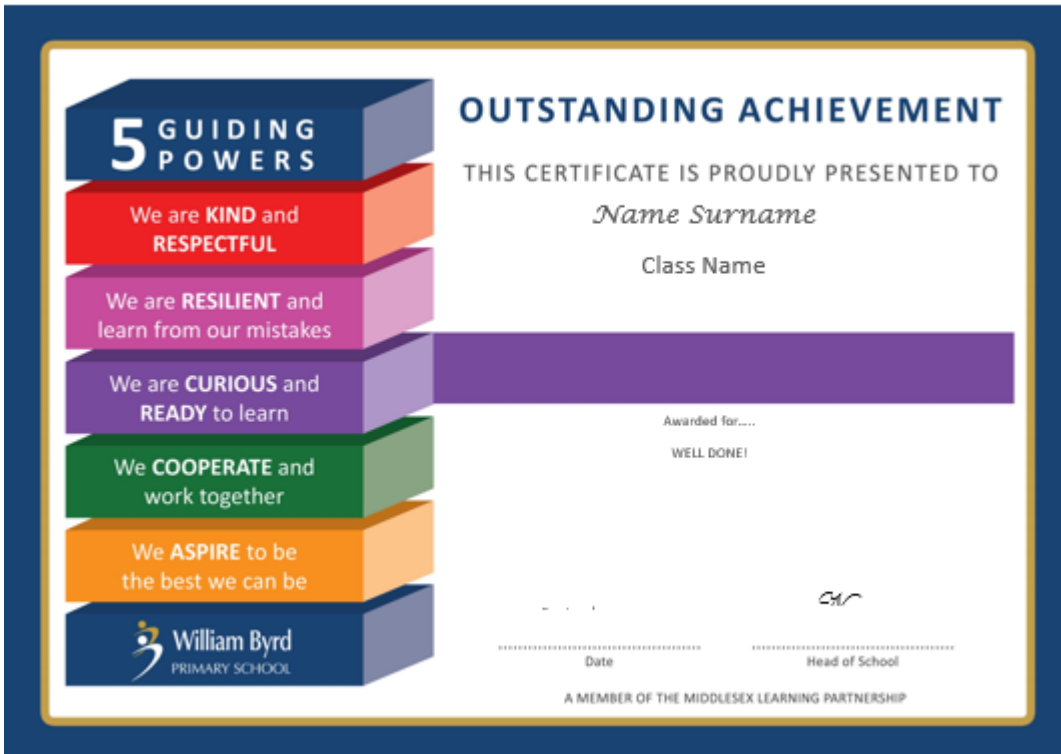 5 GUIDING
POWERS
We are KIND and
RESPECTFUL
We are RESILIENT and
learn from our mistakes
We are CURIOUS and
READY to learn
We COOPERATE and
work together
We ASPIRE to be
the best we can be
William Byrd
PRIMARY SCHOOL
OUTSTANDING ACHIEVEMENT
THIS CERTIFICATE IS PROUDLY PRESENTED TO
Name Surname
Class Name
Awarded for.....
WELL DONE!
Date
Head of School
A MEMBER OF THE MIDDLESEX LEARNING PARTNERSHIP